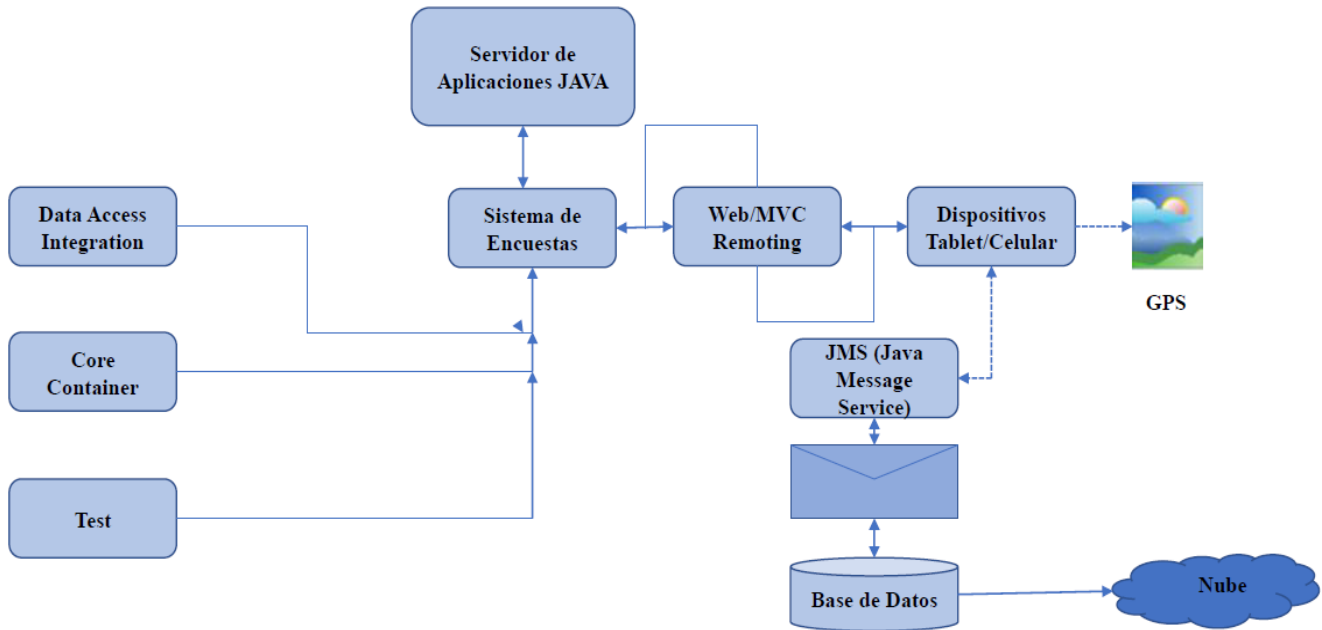 Servidor de
Aplicaciones JAVA
Data Access
Integration
Sistema de
Encuestas
Web/MVC
Remoting
Dispositivos
Tablet/Celular
GPS
Core
Container
JMS (Java
Message
Service)
Test
Base de Datos
Nube